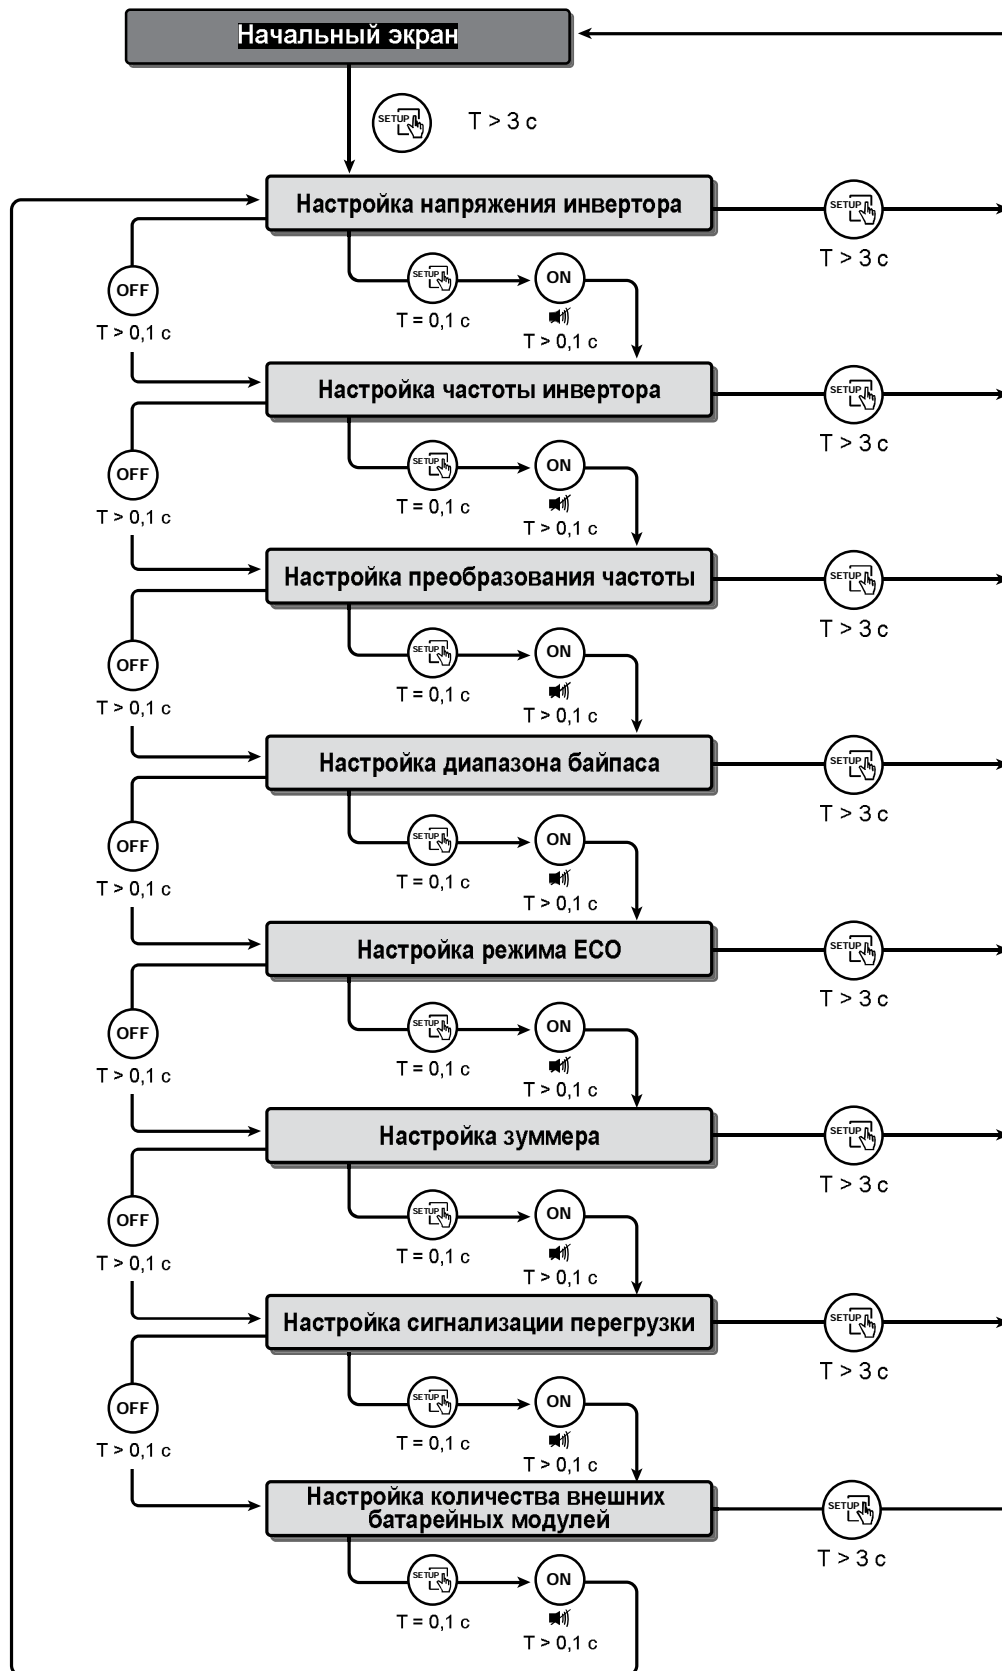 Начальный экран
SETUP
T > 3 с
Настройка напряжения инвертора
SETUP
T > 3 с
OFF
T > 0,1 с
SETUP
T = 0,1 с
ON
T > 0,1 с
Настройка частоты инвертора
SETUP
T > 3 с
OFF
T > 0,1 с
SETUP
T = 0,1 с
ON
T > 0,1 с
Настройка преобразования частоты
SETUP
T > 3 с
OFF
T > 0,1 с
SETUP
T = 0,1 с
ON
T > 0,1 с
Настройка диапазона байпаса
SETUP
T > 3 с
OFF
T > 0,1 с
SETUP
T = 0,1 с
ON
T > 0,1 с
Настройка режима ECO
SETUP
T > 3 с
OFF
T > 0,1 с
SETUP
T = 0,1 с
ON
T > 0,1 с
Настройка зуммера
SETUP
T > 3 с
OFF
T > 0,1 с
SETUP
T = 0,1 с
ON
T > 0,1 с
Настройка сигнализации перегрузки
SETUP
T > 3 с
OFF
T > 0,1 с
SETUP
T = 0,1 с
ON
T > 0,1 с
Настройка количества внешних
батарейных модулей
SETUP
T > 3 с
SETUP
T = 0,1 с
ON
T > 0,1 с